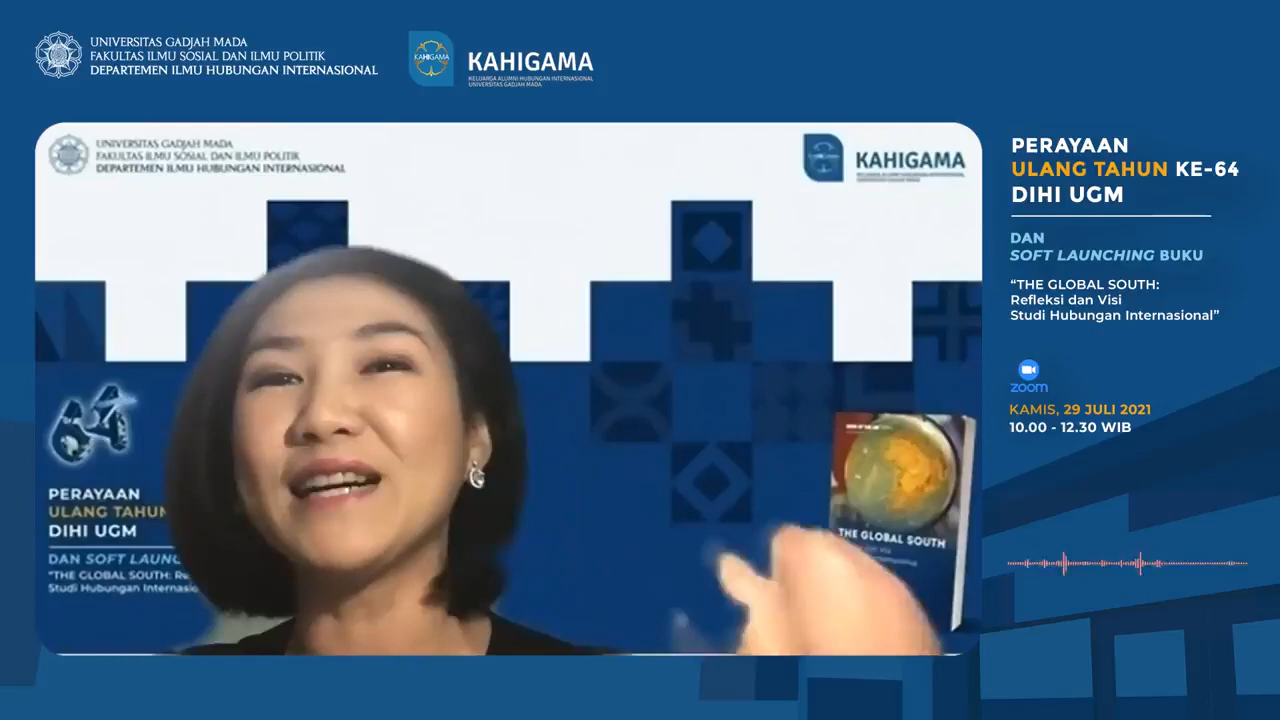 UNIVERSITAS GADJAH MADA
FAKULTAS ILMU SOSIAL DAN ILMU POLITIK
DEPARTEMEN ILMU HUBUNGAN INTERNASIONAL
KAHIGAMA
KAHIGAMA
KELUARGA ALUMNI HUBUNGAN INTERNASIONAL
UNIVERSITAS GADJAH MADA
UNIVERSITAS GADJAH MADA
FAKULTAS ILMU SOSIAL DAN ILMU POLITIK
DEPARTEMEN ILMU HUBUNGAN INTERNASIONAL
KAHIGAMA
64
PERAYAAN
ULANG TAHUN
DIHI UGM
DAN SOFT LAUNC
"THE GLOBAL SOUTH: Re
Studi Hubungan Internasio
THE GLOBAL SOUTH
PERAYAAN
ULANG TAHUN KE-64
DIHI UGM
DAN
SOFT LAUNCHING BUKU
“THE GLOBAL SOUTH:
Refleksi dan Visi
Studi Hubungan Internasional”
zoom
KAMIS, 29 JULI 2021
10.00 - 12.30 WIB